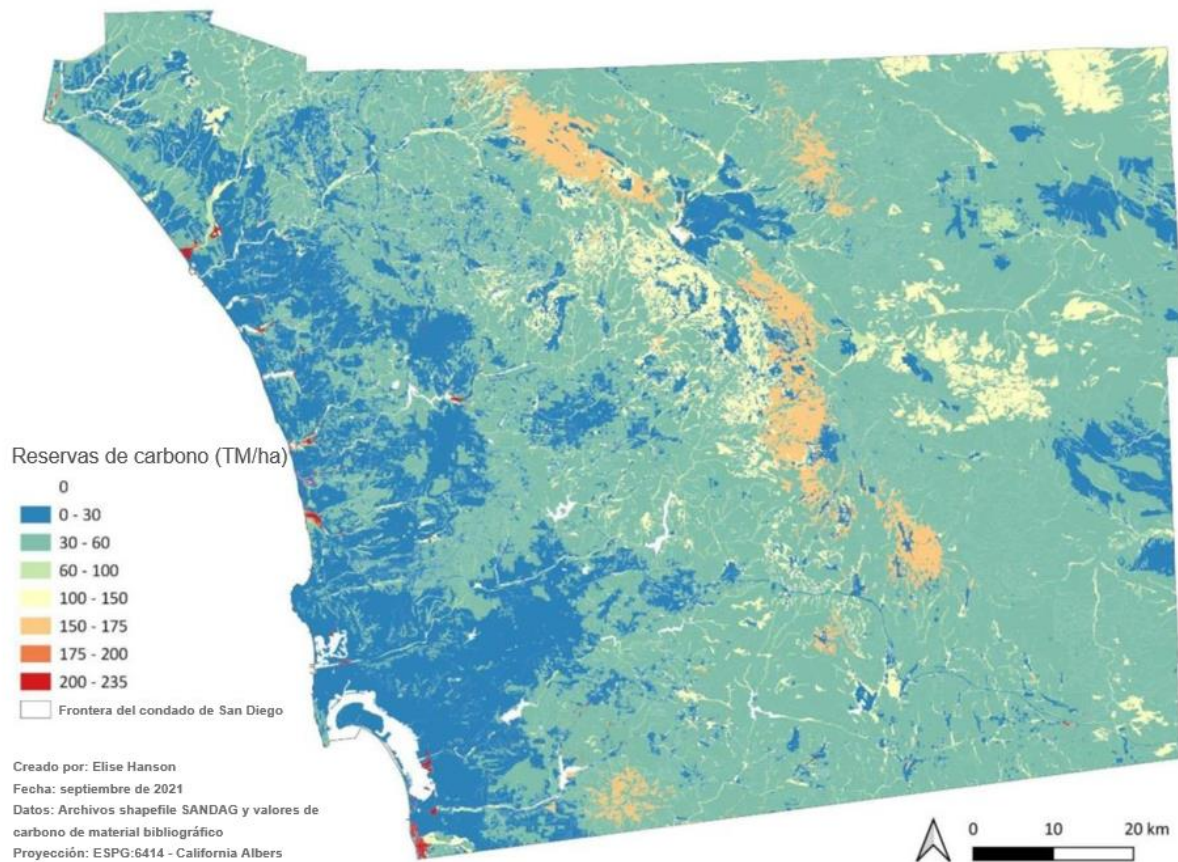 Reservas de carbono (TM/ha)
0
0 - 30
30 - 60
60 - 100
100 - 150
150 - 175
175 - 200
200 - 235
Frontera del condado de San Diego
Creado por: Elise Hanson
Fecha: septiembre de 2021
Datos: Archivos shapefile SANDAG y valores de
carbono de material bibliográfico
Proyección: ESPG:6414 - California Albers
0 10 20 km